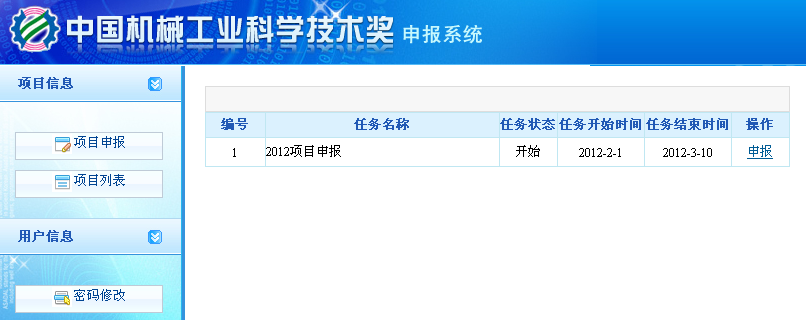 中国机械工业科学技术奖 申报系统
项目信息
项目申报
项目列表
用户信息
密码修改
编号 任务名称 任务状态 任务开始时间 任务结束时间 操作
1 2012项目申报 开始 2012-2-1 2012-3-10 申报